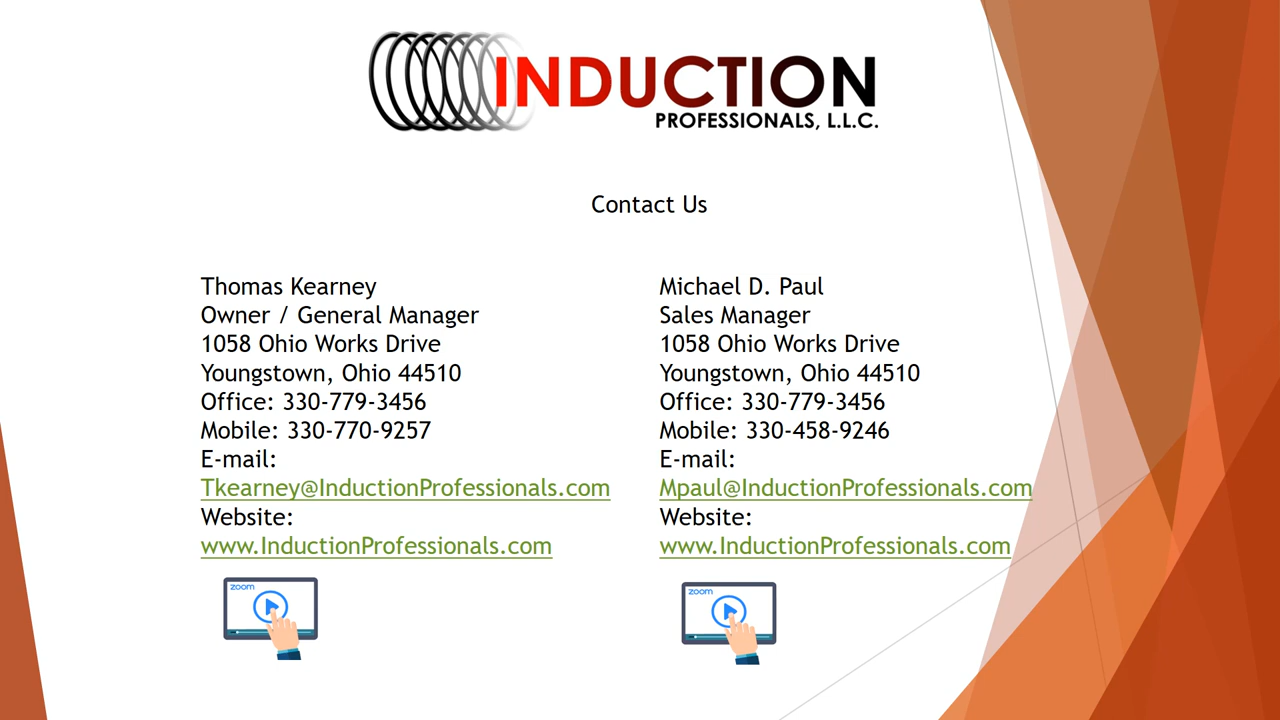 INDUCTION
PROFESSIONALS, L.L.C.
Contact Us
Thomas Kearney
Owner / General Manager
1058 Ohio Works Drive
Youngstown, Ohio 44510
Office: 330-779-3456
Mobile: 330-770-9257
E-mail:
Tkearney@InductionProfessionals.com
Website:
www.InductionProfessionals.com
zoom
Michael D. Paul
Sales Manager
1058 Ohio Works Drive
Youngstown, Ohio 44510
Office: 330-779-3456
Mobile: 330-458-9246
E-mail:
Mpaul@InductionProfessionals.com
Website:
www.InductionProfessionals.com
zoom